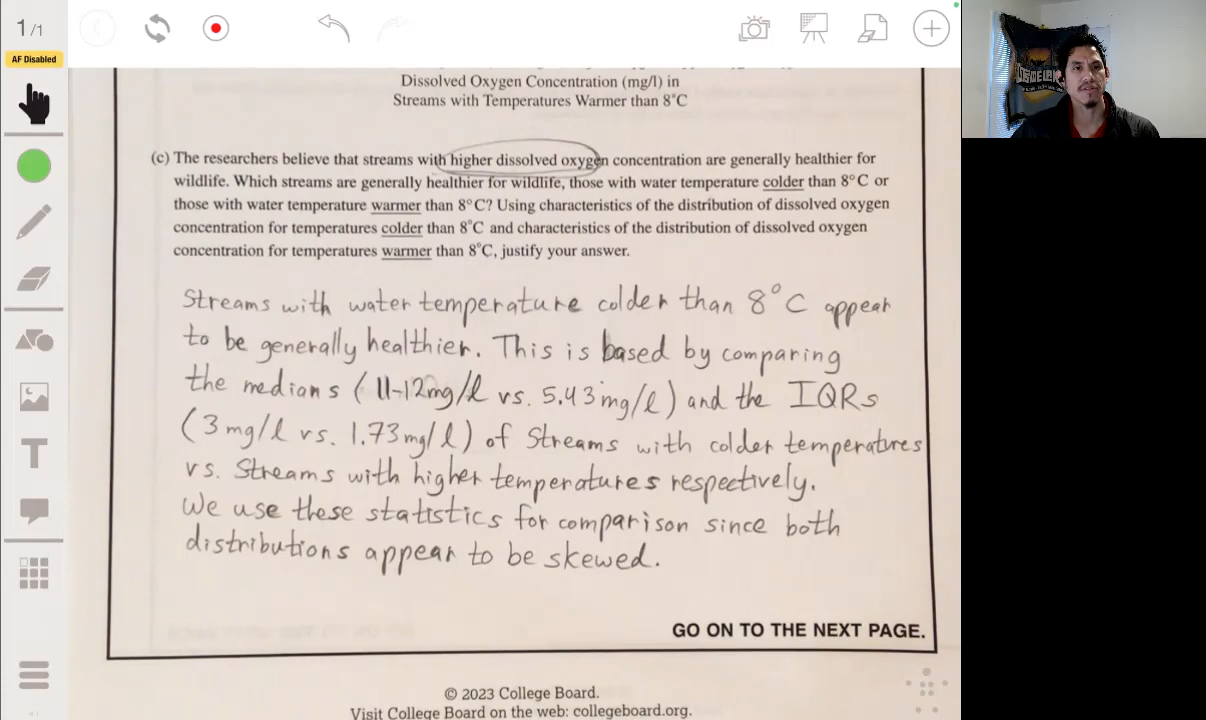 1/1
AF Disabled
T
Dissolved Oxygen Concentration (mg/l) in
Streams with Temperatures Warmer than 8°C
(c) The researchers believe that streams with higher dissolved oxygen concentration are generally healthier for
wildlife. Which streams are generally healthier for wildlife, those with water temperature colder than 8°C or
those with water temperature warmer than 8°C? Using characteristics of the distribution of dissolved oxygen
concentration for temperatures colder than 8°C and characteristics of the distribution of dissolved oxygen
concentration for temperatures warmer than 8°C, justify your answer.
Streams with water temperature colder than 8°C appear
to be generally healthier. This is based by comparing
the medians (11-12mg/l vs. 5.43mg/l) and the IQRs
(3mg/l vs. 1.73mg/l) of Streams with colder temperatures
vs. Streams with higher temperatures respectively.
We use these statistics for comparison since both
distributions appear to be skewed.
GO ON TO THE NEXT PAGE.
© 2023 College Board.
Visit College Board on the web: collegeboard.org.